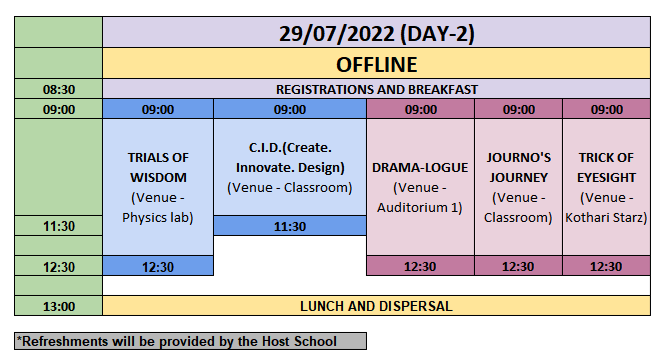 29/07/2022 (DAY-2)
OFFLINE
08:30 REGISTRATIONS AND BREAKFAST
09:00 09:00 09:00 09:00 09:00 09:00
TRIALS OF
WISDOM
(Venue -
Physics lab)
C.I.D.(Create.
Innovate. Design)
(Venue - Classroom)
DRAMA-LOGUE
(Venue -
Auditorium 1)
JOURNO'S
JOURNEY
(Venue -
Classroom)
TRICK OF
EYESIGHT
(Venue -
Kothari Starz)
11:30 11:30
12:30 12:30 12:30 12:30 12:30
13:00 LUNCH AND DISPERSAL
*Refreshments will be provided by the Host School